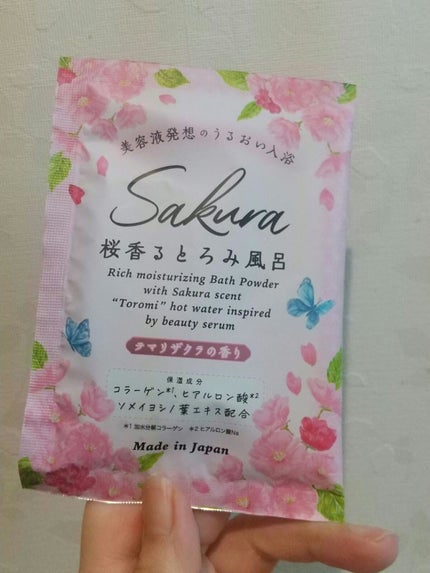 美容液発想のうるおい入浴
Sakura
桜香るとろみ風呂
Rich moisturizing Bath Powder
with Sakura scent
“Toromi” hot water inspired
by beauty serum
テマリザクラの香り
保湿成分
コラーゲン*1、ヒアルロン酸*2
ソメイヨシノ葉エキス配合
*1 加水分解コラーゲン *2 ヒアルロン酸Na
Made in Japan